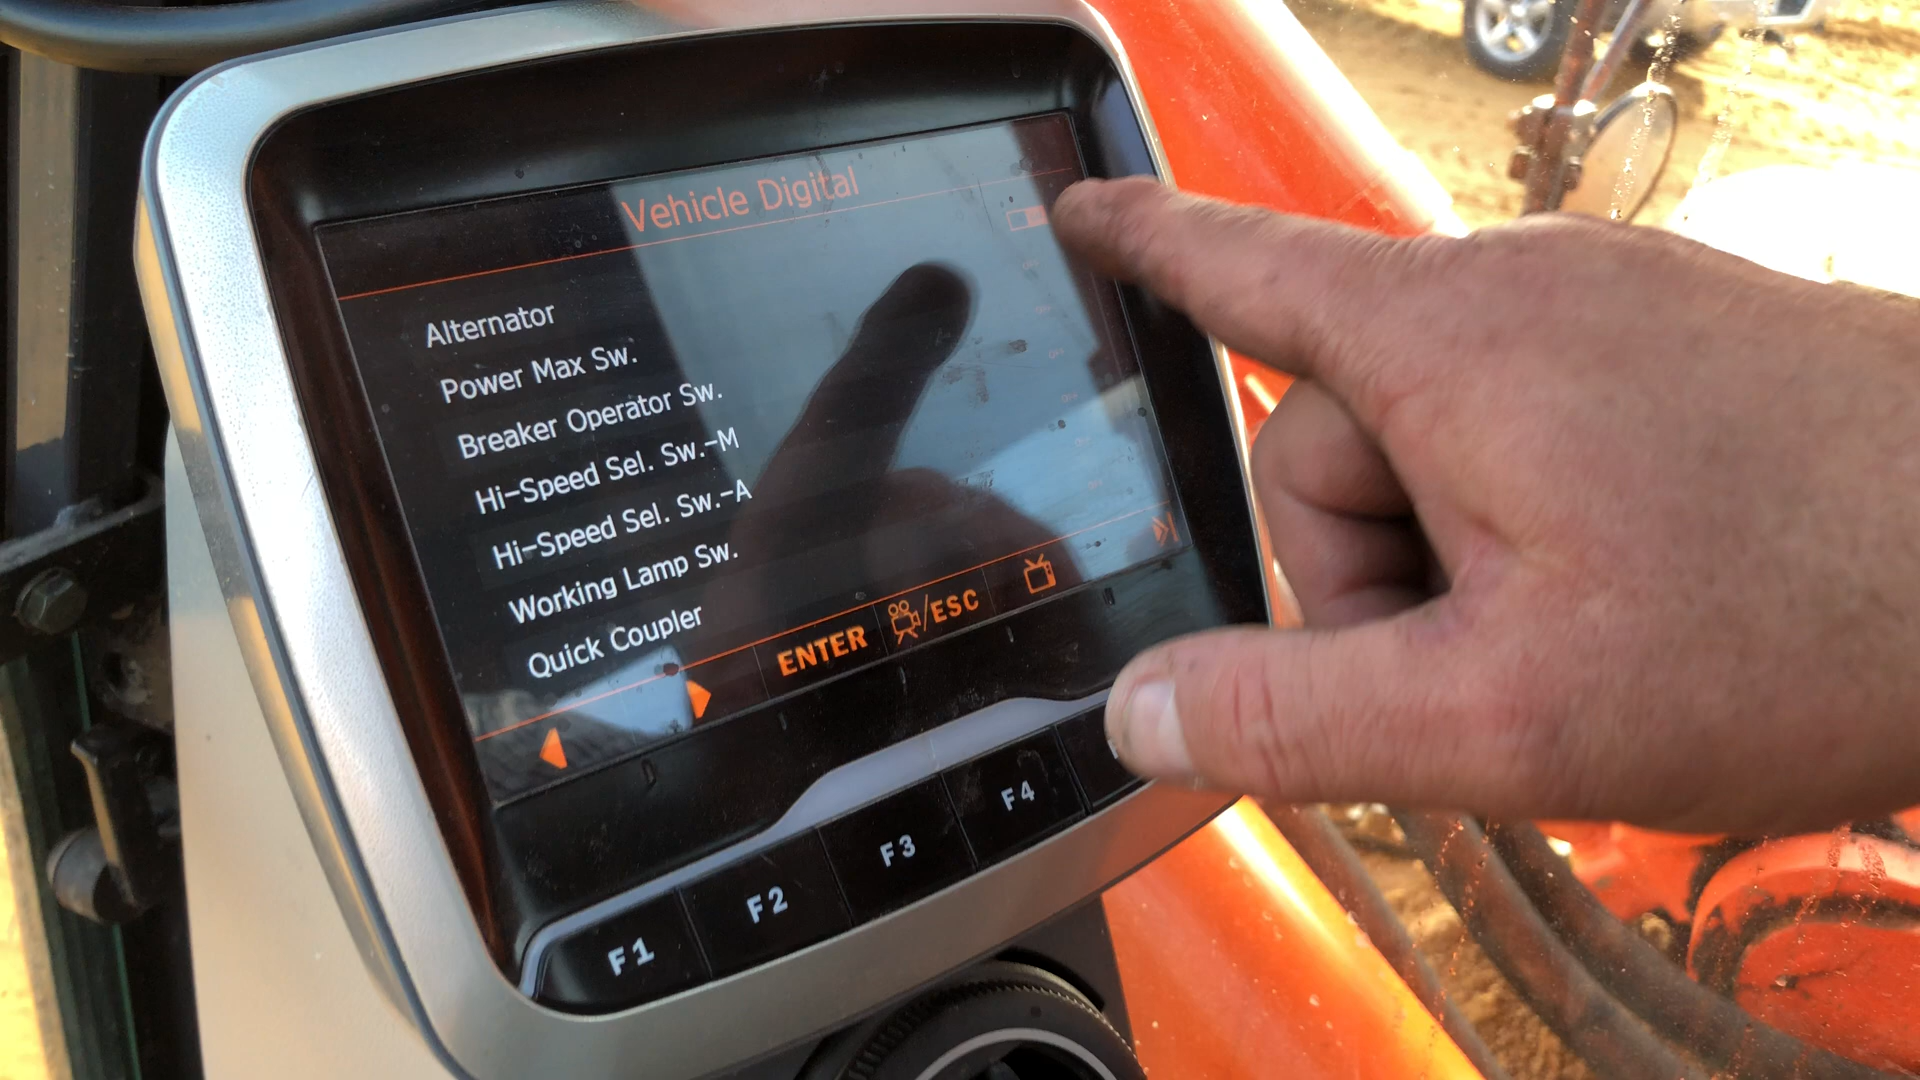 Vehicle Digital
Alternator
Power Max Sw.
Breaker Operator Sw.
Hi-Speed Sel. Sw.-M
Hi-Speed Sel. Sw.-A
Working Lamp Sw.
Quick Coupler
ENTER
/ESC
F1
F2
F3
F4